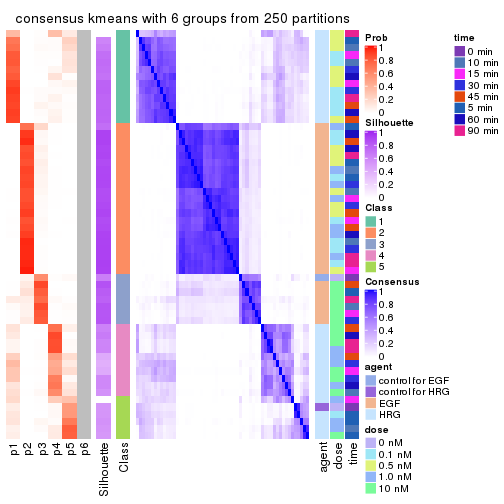 consensus kmeans with 6 groups from 250 partitions
Prob
1
0.8
0.6
0.4
0.2
0
Silhouette
1
0.8
0.6
0.4
0.2
0
Class
1
2
3
4
5
Consensus
1
0.8
0.6
0.4
0.2
0
agent
control for EGF
control for HRG
EGF
HRG
dose
0 nM
0.1 nM
0.5 nM
1.0 nM
10 nM
time
0 min
10 min
15 min
30 min
45 min
5 min
60 min
90 min
p1
p2
p3
p4
p5
p6
Silhouette
Class
agent
dose
time